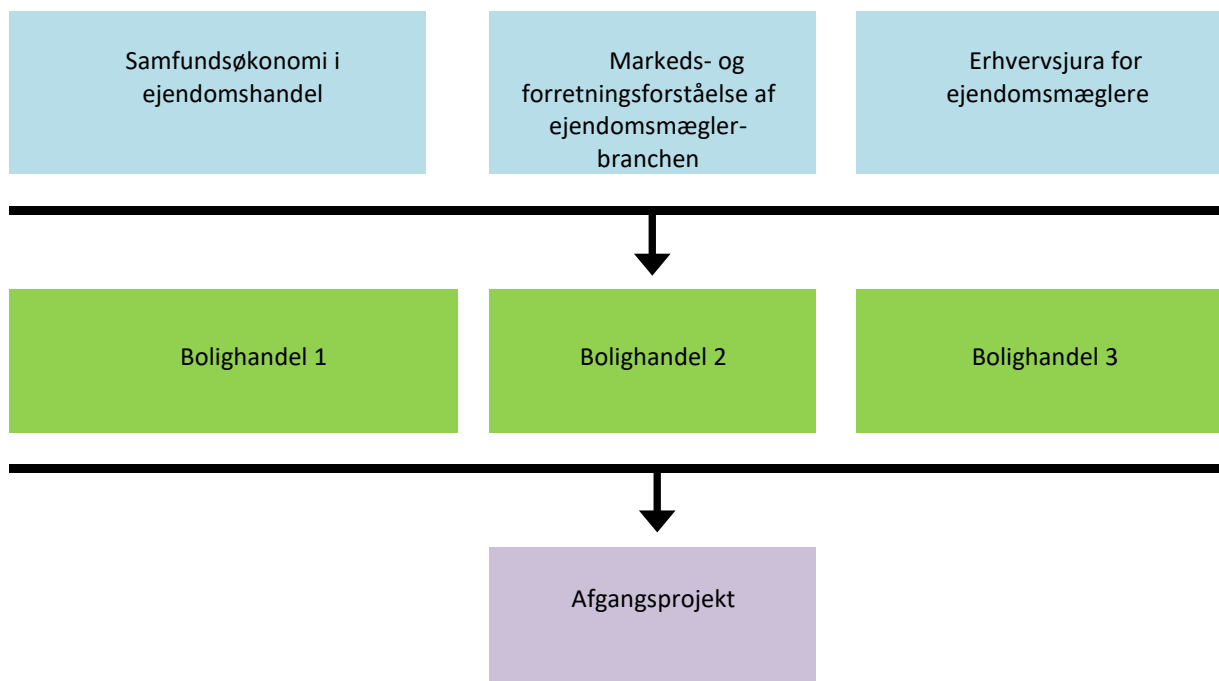 Samfundsøkonomi i
ejendomshandel
Markeds- og
forretningsforståelse af
ejendomsmægler-
branchen
Erhvervsjura for
ejendomsmæglere
Bolighandel 1
Bolighandel 2
Bolighandel 3
Afgangsprojekt